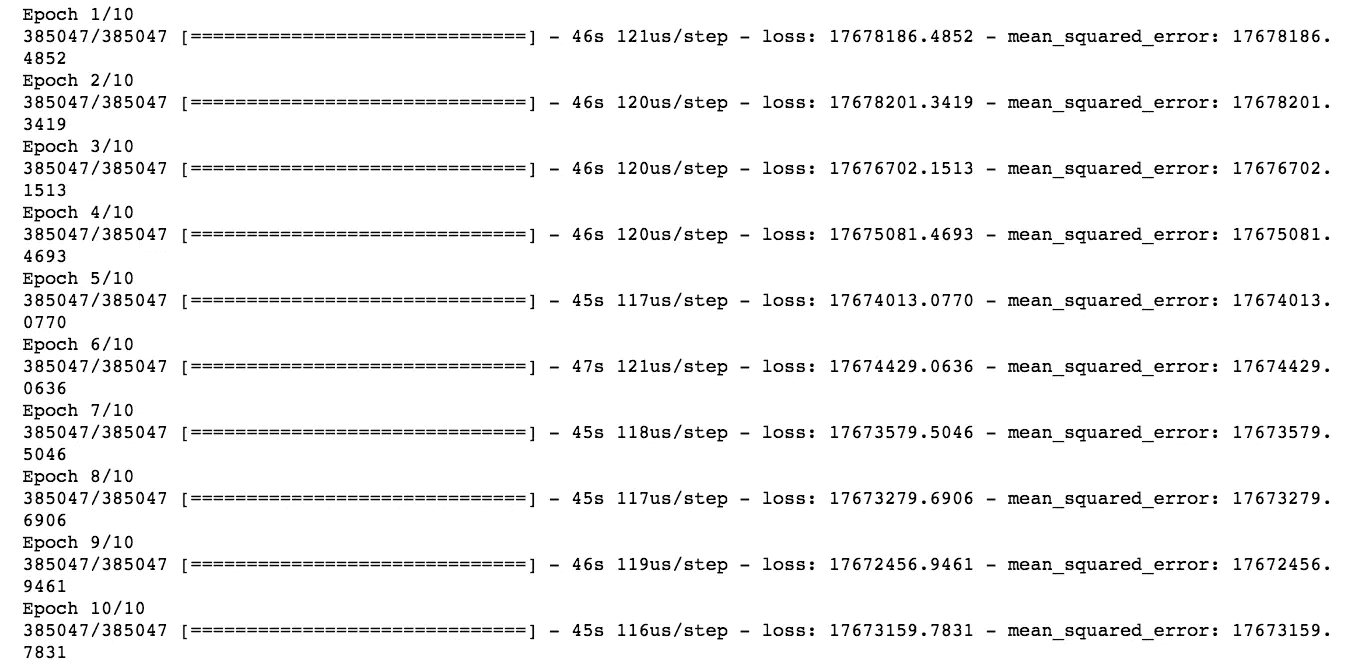 Epoch 1/10
385047/385047 [==============================] - 46s 121us/step - loss: 17678186.4852 - mean_squared_error: 17678186.
4852
Epoch 2/10
385047/385047 [==============================] - 46s 120us/step - loss: 17678201.3419 - mean_squared_error: 17678201.
3419
Epoch 3/10
385047/385047 [==============================] - 46s 120us/step - loss: 17676702.1513 - mean_squared_error: 17676702.
1513
Epoch 4/10
385047/385047 [==============================] - 46s 120us/step - loss: 17675081.4693 - mean_squared_error: 17675081.
4693
Epoch 5/10
385047/385047 [==============================] - 45s 117us/step - loss: 17674013.0770 - mean_squared_error: 17674013.
0770
Epoch 6/10
385047/385047 [==============================] - 47s 121us/step - loss: 17674429.0636 - mean_squared_error: 17674429.
0636
Epoch 7/10
385047/385047 [==============================] - 45s 118us/step - loss: 17673579.5046 - mean_squared_error: 17673579.
5046
Epoch 8/10
385047/385047 [==============================] - 45s 117us/step - loss: 17673279.6906 - mean_squared_error: 17673279.
6906
Epoch 9/10
385047/385047 [==============================] - 46s 119us/step - loss: 17672456.9461 - mean_squared_error: 17672456.
9461
Epoch 10/10
385047/385047 [==============================] - 45s 116us/step - loss: 17673159.7831 - mean_squared_error: 17673159.
7831